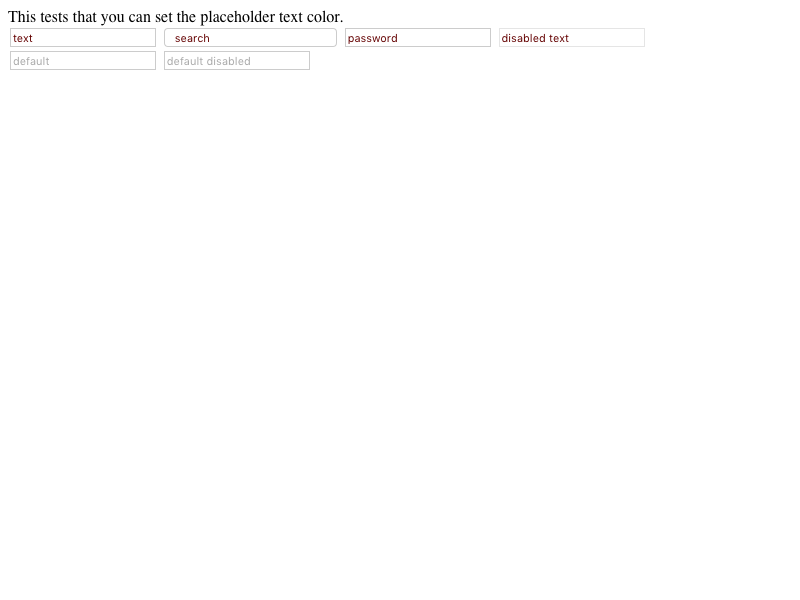 This tests that you can set the placeholder text color.
text search password disabled text
default default disabled